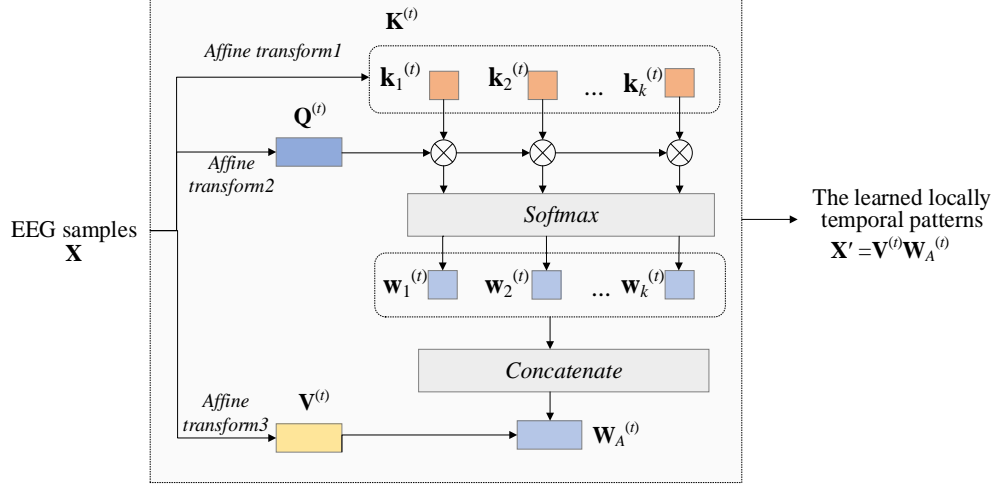 K^(t)
Affine transform1
k_1^(t) k_2^(t) ... k_k^(t)
Q^(t)
Affine
transform2
Softmax
EEG samples
X
The learned locally
temporal patterns
X′ =V^(t)W_A^(t)
w_1^(t) w_2^(t) ... w_k^(t)
Concatenate
Affine
transform3
V^(t)
W_A^(t)